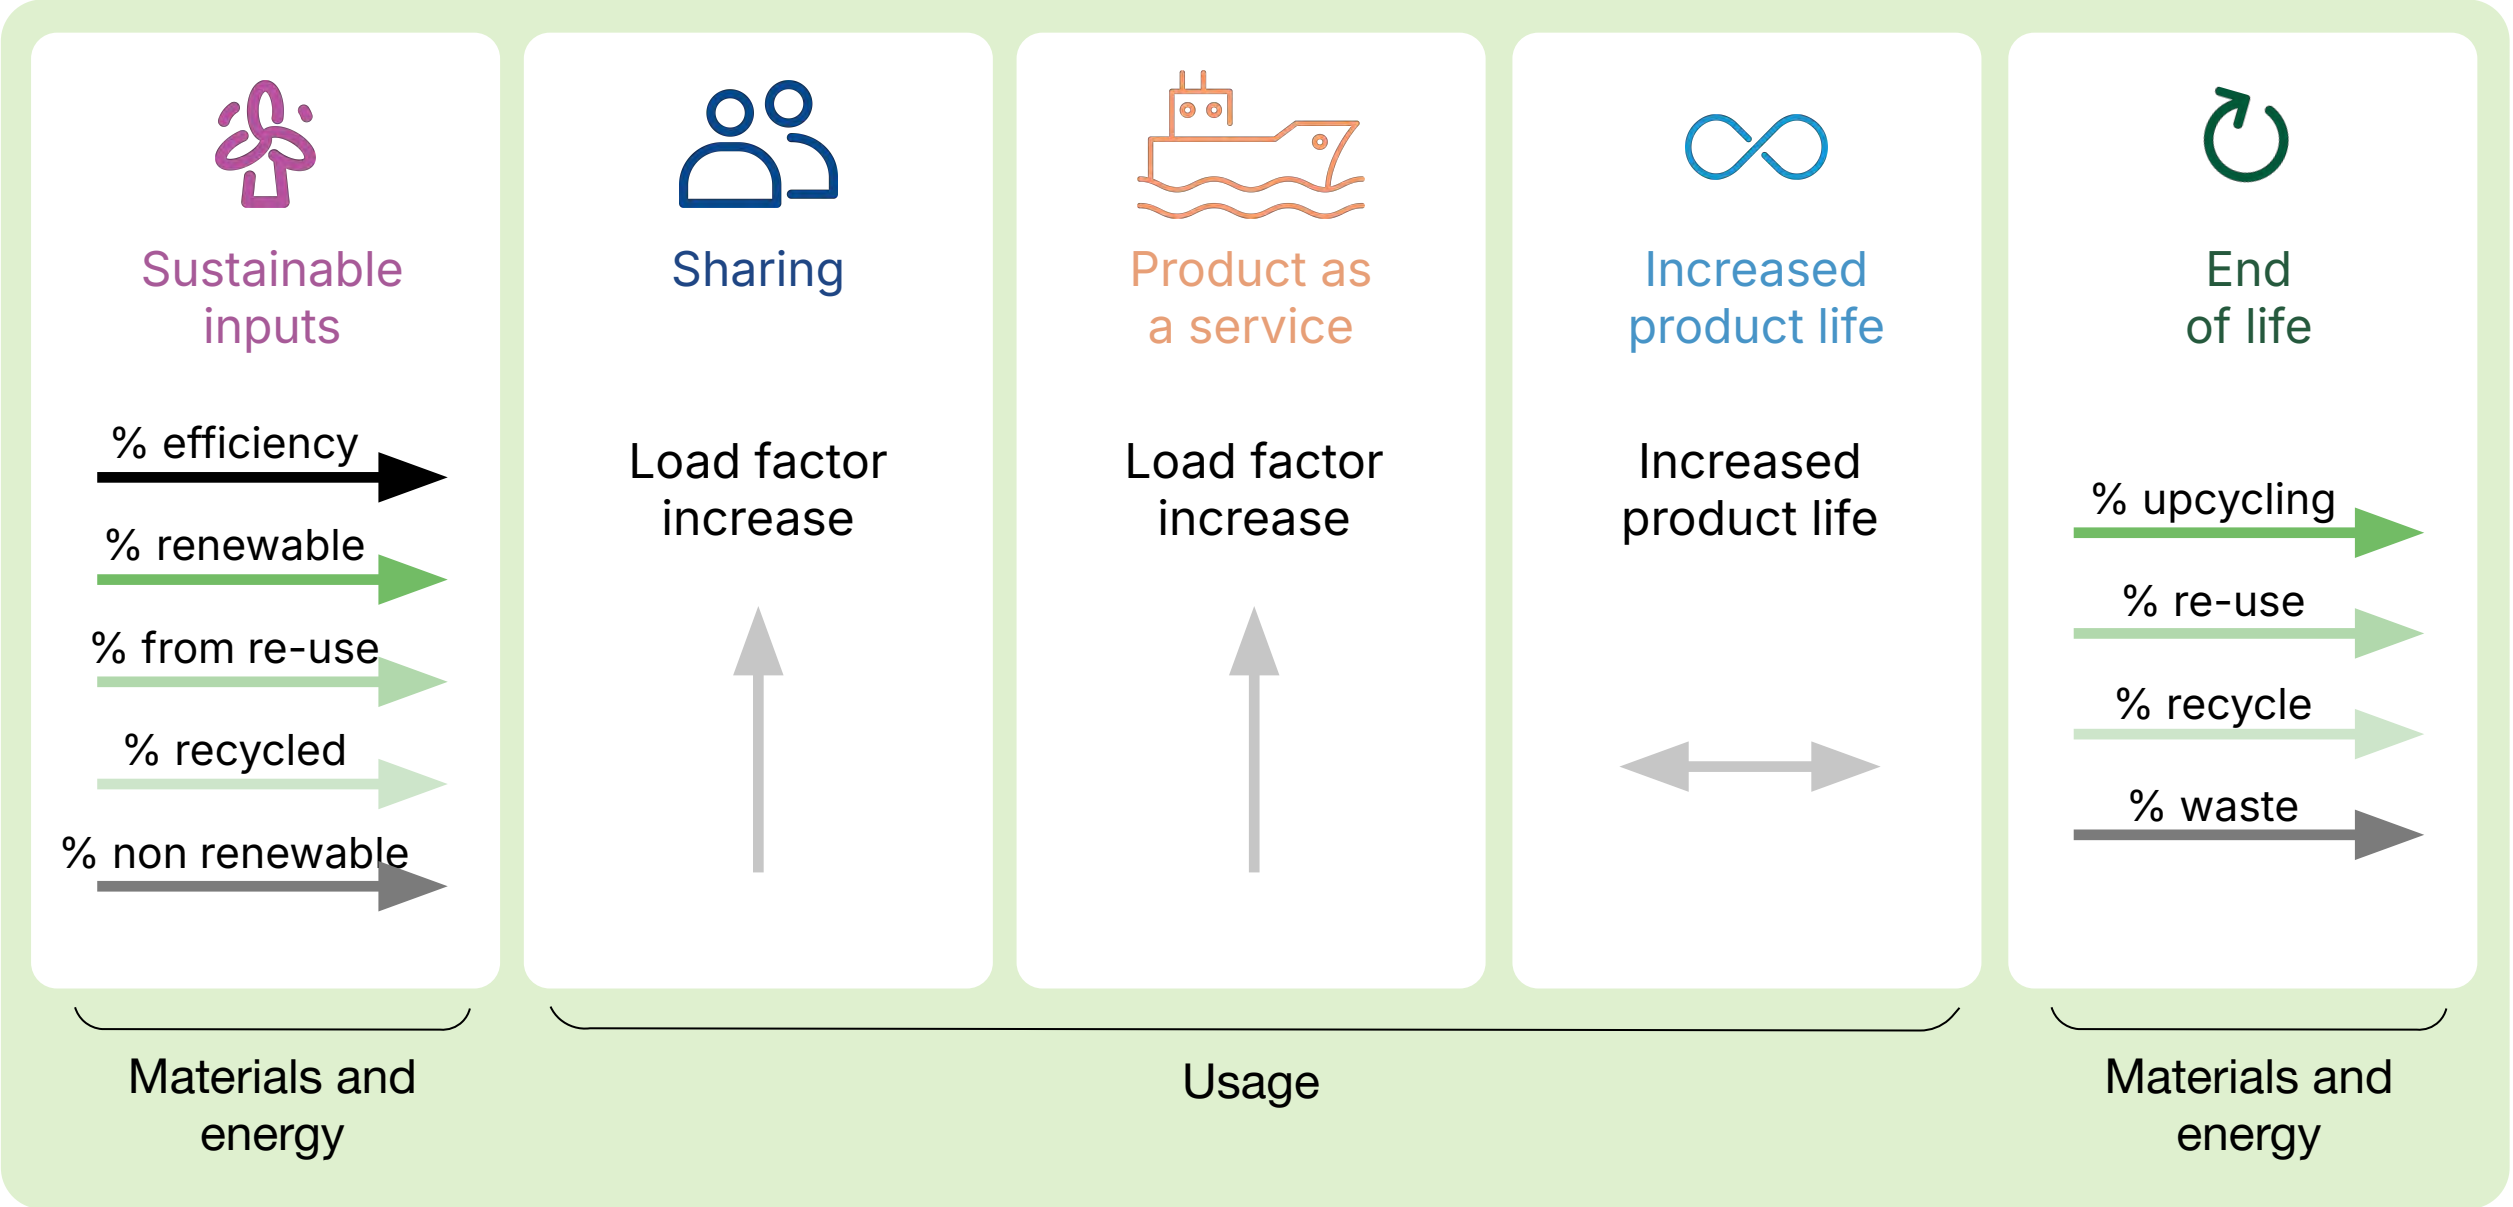 Sustainable
inputs
% efficiency
% renewable
% from re-use
% recycled
% non renewable
Materials and
energy
Sharing
Load factor
increase
Product as
a service
Load factor
increase
Increased
product life
Increased
product life
Usage
End
of life
% upcycling
% re-use
% recycle
% waste
Materials and
energy